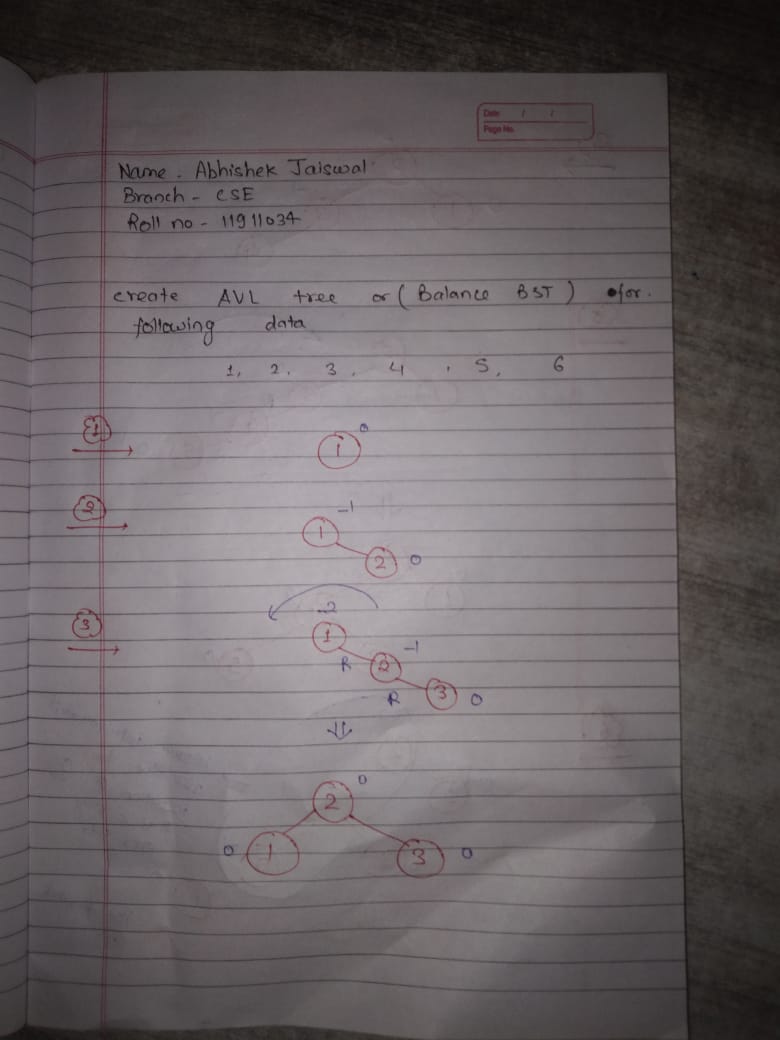 Date / /
Page No.
Name . Abhishek Jaiswal
Branch - CSE
Roll no - 11911034
create AVL tree or ( Balance BST ) for.
following data
1, 2, 3, 4, 5, 6
1
0
1
2
-1
1
2 0
3
-2
1
-1
R 2
R 3 0
⇓
0
2
0 1 3 0